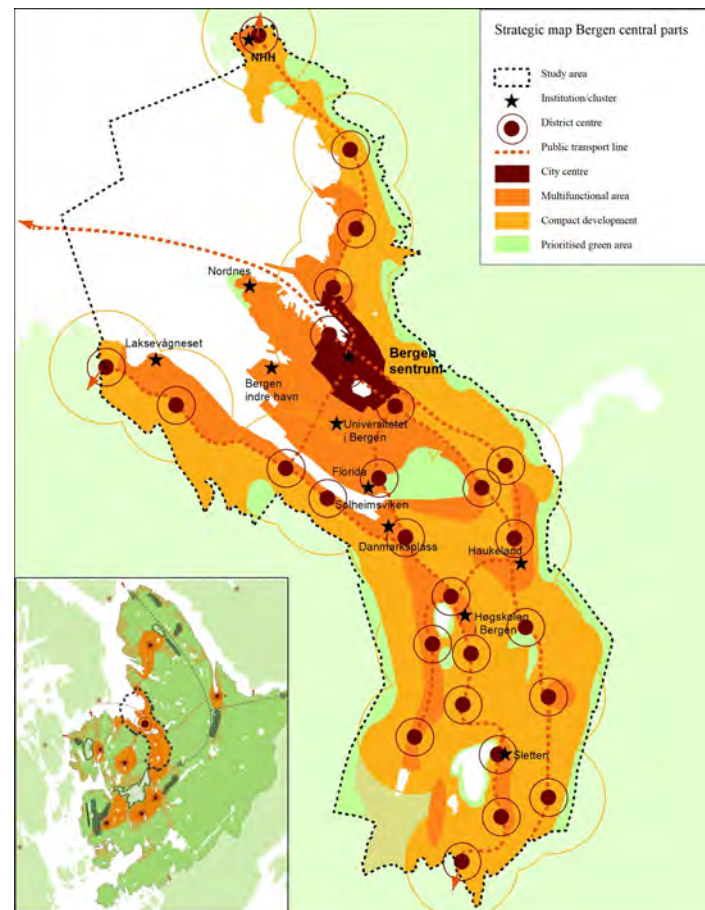 Strategic map Bergen central parts
Study area
Institution/cluster
District centre
Public transport line
City centre
Multifunctional area
Compact development
Prioritised green area
NHH
Nordnes
Laksevågneset
Bergen
sentrum
Bergen
indre havn
Universitetet
i Bergen
Florida
Solheimsviken
Danmarksplass
Haukeland
Høgskolen
i Bergen
Sletten